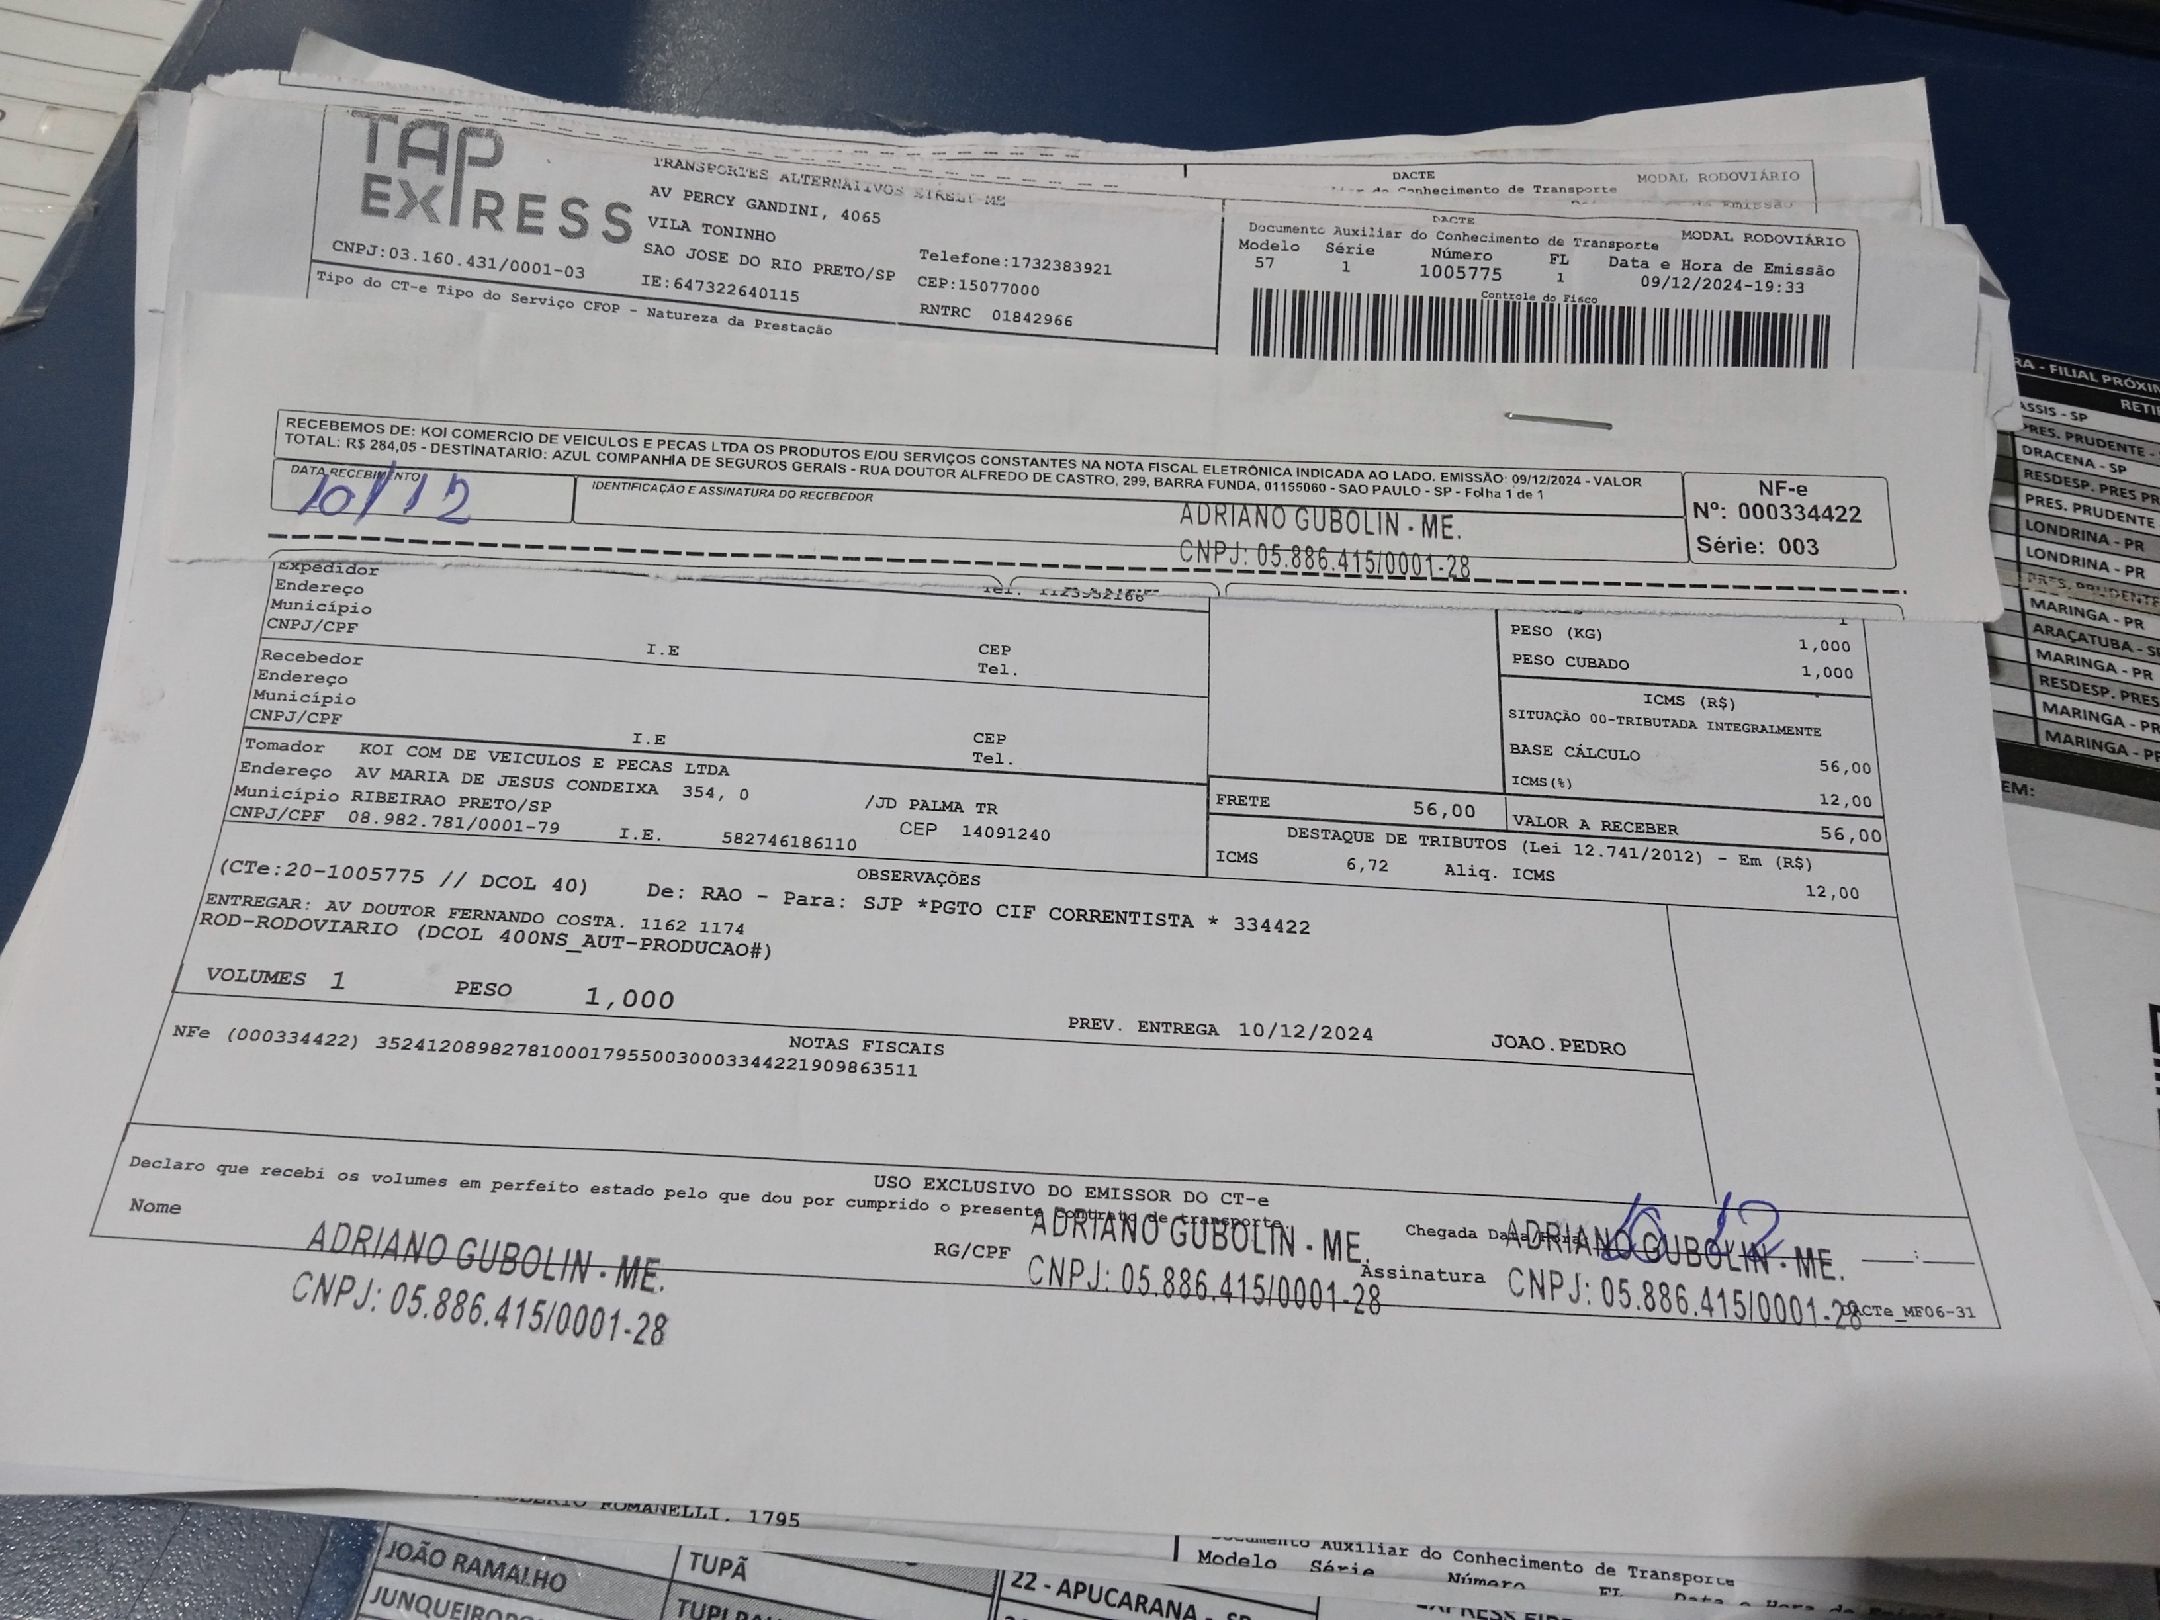 TAP
EXPRESS
TRANSPORTES ALTERNATIVOS EIRELI-ME
AV PERCY GANDINI, 4065
VILA TONINHO
SAO JOSE DO RIO PRETO/SP
Telefone:1732383921
CNPJ:03.160.431/0001-03
IE:647322640115
CEP:15077000
RNTRC 01842966
Tipo do CT-e Tipo do Serviço CFOP - Natureza da Prestação
DACTE
MODAL RODOVIÁRIO
Conhecimento de Transporte
DACTE
MODAL RODOVIÁRIO
Documento Auxiliar do Conhecimento de Transporte
Modelo Série Número FL Data e Hora de Emissão
57 1 1005775 1 09/12/2024-19:33
Controle do Fisco
RECEBEMOS DE: KOI COMERCIO DE VEICULOS E PECAS LTDA OS PRODUTOS E/OU SERVIÇOS CONSTANTES NA NOTA FISCAL ELETRÔNICA INDICADA AO LADO. EMISSÃO: 09/12/2024 - VALOR
TOTAL: R$ 284,05 - DESTINATARIO: AZUL COMPANHIA DE SEGUROS GERAIS - RUA DOUTOR ALFREDO DE CASTRO, 299, BARRA FUNDA, 01155060 - SAO PAULO - SP - Folha 1 de 1
DATA RECEBIMENTO
10/12
IDENTIFICAÇÃO E ASSINATURA DO RECEBEDOR
ADRIANO GUBOLIN - ME.
CNPJ: 05.886.415/0001-28
NF-e
Nº: 000334422
Série: 003
Expedidor
Endereço
Município
CNPJ/CPF
I.E
CEP
Tel.
Recebedor
Endereço
Município
CNPJ/CPF
I.E
CEP
Tel.
Tomador KOI COM DE VEICULOS E PECAS LTDA
Endereço AV MARIA DE JESUS CONDEIXA 354, 0 /JD PALMA TR
Município RIBEIRAO PRETO/SP CEP 14091240
CNPJ/CPF 08.982.781/0001-79 I.E. 582746186110
PESO (KG) 1,000
PESO CUBADO 1,000
ICMS (R$)
SITUAÇÃO 00-TRIBUTADA INTEGRALMENTE
BASE CÁLCULO 56,00
ICMS(%) 12,00
FRETE 56,00
VALOR A RECEBER 56,00
DESTAQUE DE TRIBUTOS (Lei 12.741/2012) - Em (R$)
ICMS 6,72 Aliq. ICMS 12,00
OBSERVAÇÕES
(CTe:20-1005775 // DCOL 40) De: RAO - Para: SJP *PGTO CIF CORRENTISTA * 334422
ENTREGAR: AV DOUTOR FERNANDO COSTA. 1162 1174
ROD-RODOVIARIO (DCOL 400NS_AUT-PRODUCAO#)
VOLUMES 1 PESO 1,000
PREV. ENTREGA 10/12/2024 JOAO.PEDRO
NOTAS FISCAIS
NFe (000334422) 35241208982781000179550030003344221909863511
USO EXCLUSIVO DO EMISSOR DO CT-e
Declaro que recebi os volumes em perfeito estado pelo que dou por cumprido o presente contrato de transporte.
Nome
RG/CPF
Chegada Data/Hora
Assinatura
ADRIANO GUBOLIN - ME.
CNPJ: 05.886.415/0001-28
ADRIANO GUBOLIN - ME.
CNPJ: 05.886.415/0001-28
ADRIANO GUBOLIN - ME.
CNPJ: 05.886.415/0001-28
DACTe_MF06-31
RA - FILIAL PRÓXIM
RETI
ASSIS - SP
PRES. PRUDENTE -
DRACENA - SP
RESDESP. PRES PR
PRES. PRUDENTE
LONDRINA - PR
LONDRINA - PR
PRES. PRUDENTE
MARINGA - PR
ARAÇATUBA - S
MARINGA - PR
RESDESP. PRES
MARINGA - PR
MARINGA - P
EM:
ROMANELLI. 1795
JOÃO RAMALHO
TUPÃ
22 - APUCARANA -
Documento Auxiliar do Conhecimento de Transporte
Modelo Série Número FL